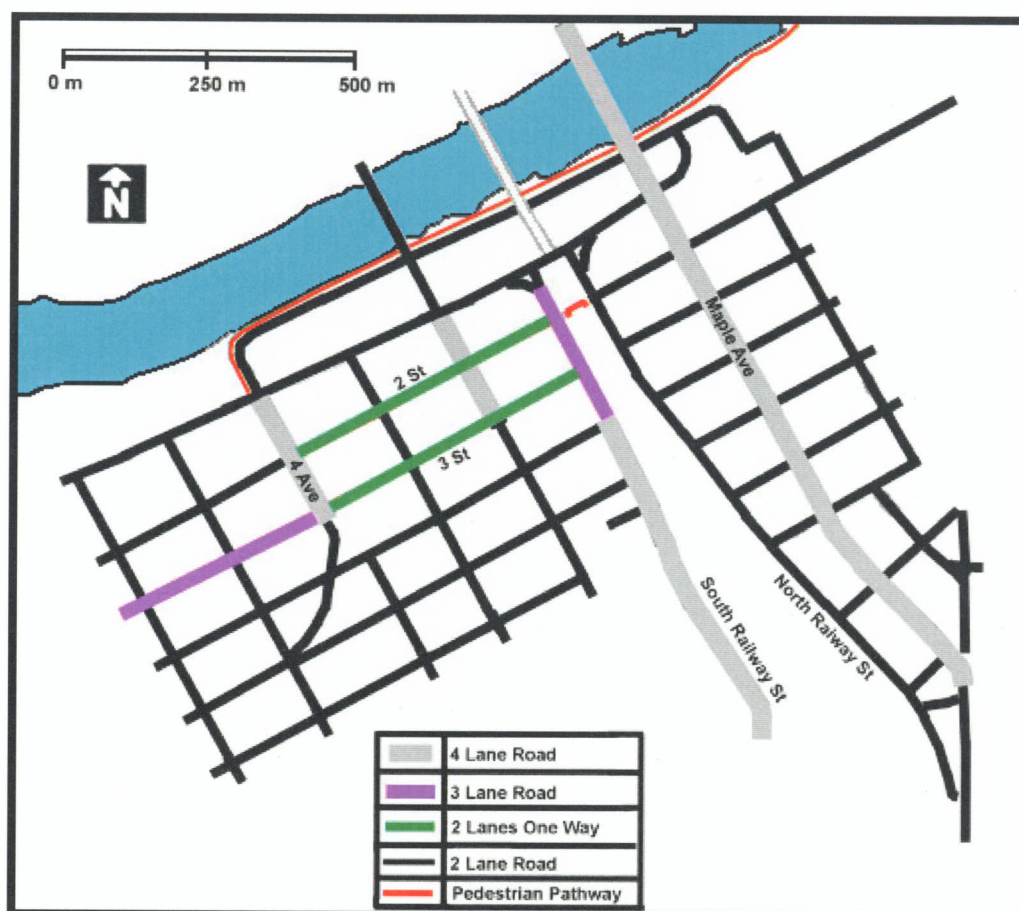 0 m 250 m 500 m
N
Maple Ave
2 St
3 St
4 Ave
South Railway St
North Raiway St
4 Lane Road
3 Lane Road
2 Lanes One Way
2 Lane Road
Pedestrian Pathway